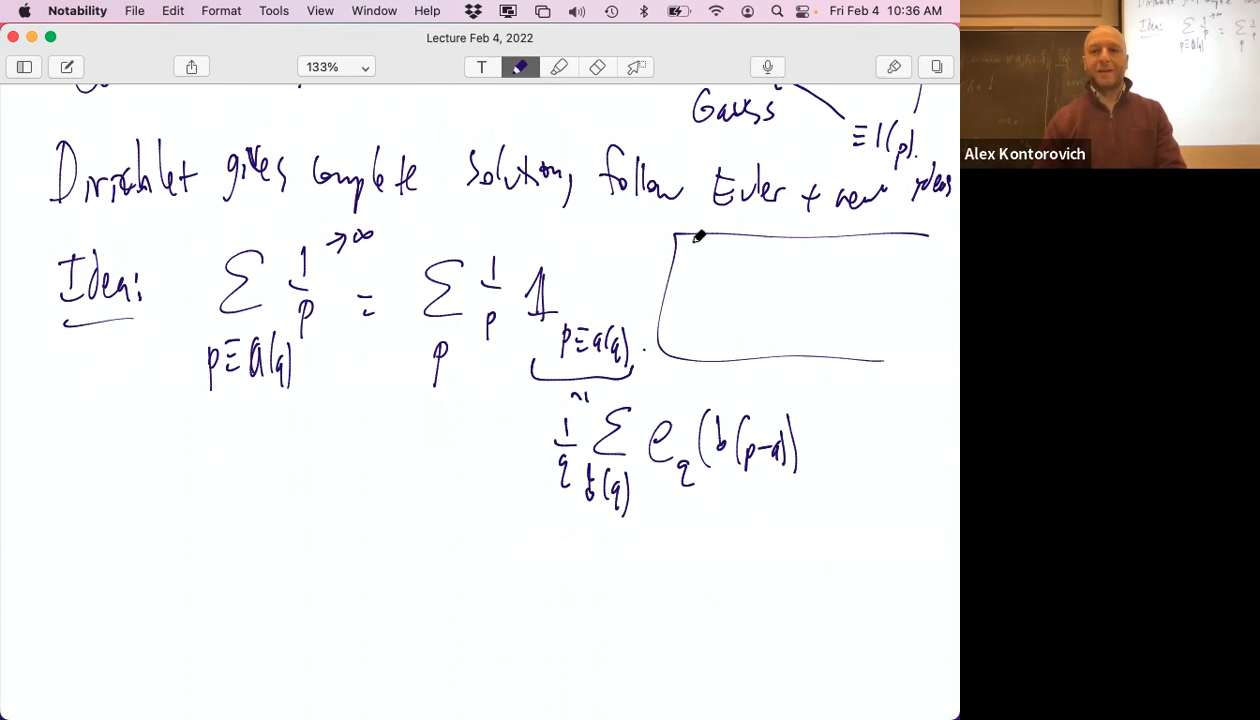 Notability File Edit Format Tools View Window Help Fri Feb 4 10:36 AM
Lecture Feb 4, 2022
133% T
Gauss
≡1(p).
Dirichlet gives complete solution, follow Euler + new ideas
Idea: ∑ 1/p →∞ = ∑ 1/p 𝟙
p≡a(q) p p≡a(q).
1/q ∑ e_q(b(p-a))
b(q)
Alex Kontorovich